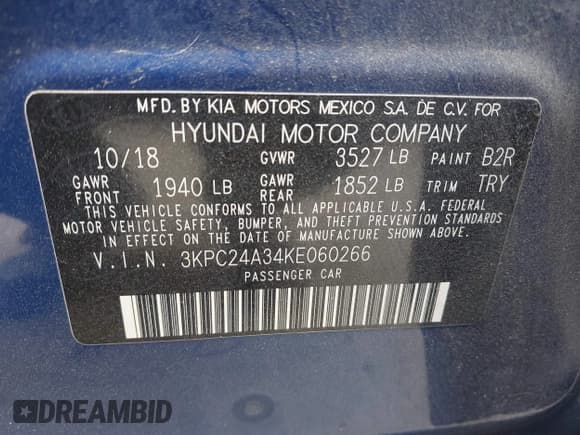 MFD. BY KIA MOTORS MEXICO S.A. DE C.V. FOR
HYUNDAI MOTOR COMPANY
10/18 GVWR 3527 LB PAINT B2R
GAWR FRONT 1940 LB GAWR REAR 1852 LB TRIM TRY
THIS VEHICLE CONFORMS TO ALL APPLICABLE U.S.A. FEDERAL
MOTOR VEHICLE SAFETY, BUMPER, AND THEFT PREVENTION STANDARDS
IN EFFECT ON THE DATE OF MANUFACTURE SHOWN ABOVE.
V.I.N. 3KPC24A34KE060266
PASSENGER CAR
DREAMBID